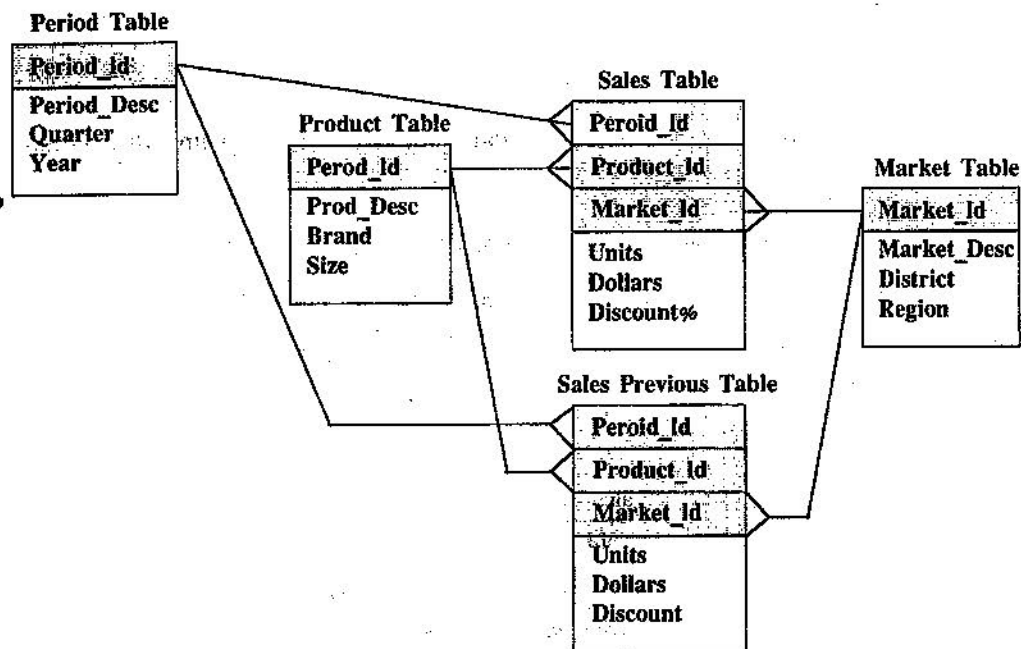 Period Table
Period_Id
Period_Desc
Quarter
Year
Product Table
Perod_Id
Prod_Desc
Brand
Size
Sales Table
Peroid_Id
Product_Id
Market_Id
Units
Dollars
Discount%
Market Table
Market_Id
Market_Desc
District
Region
Sales Previous Table
Peroid_Id
Product_Id
Market_Id
Units
Dollars
Discount